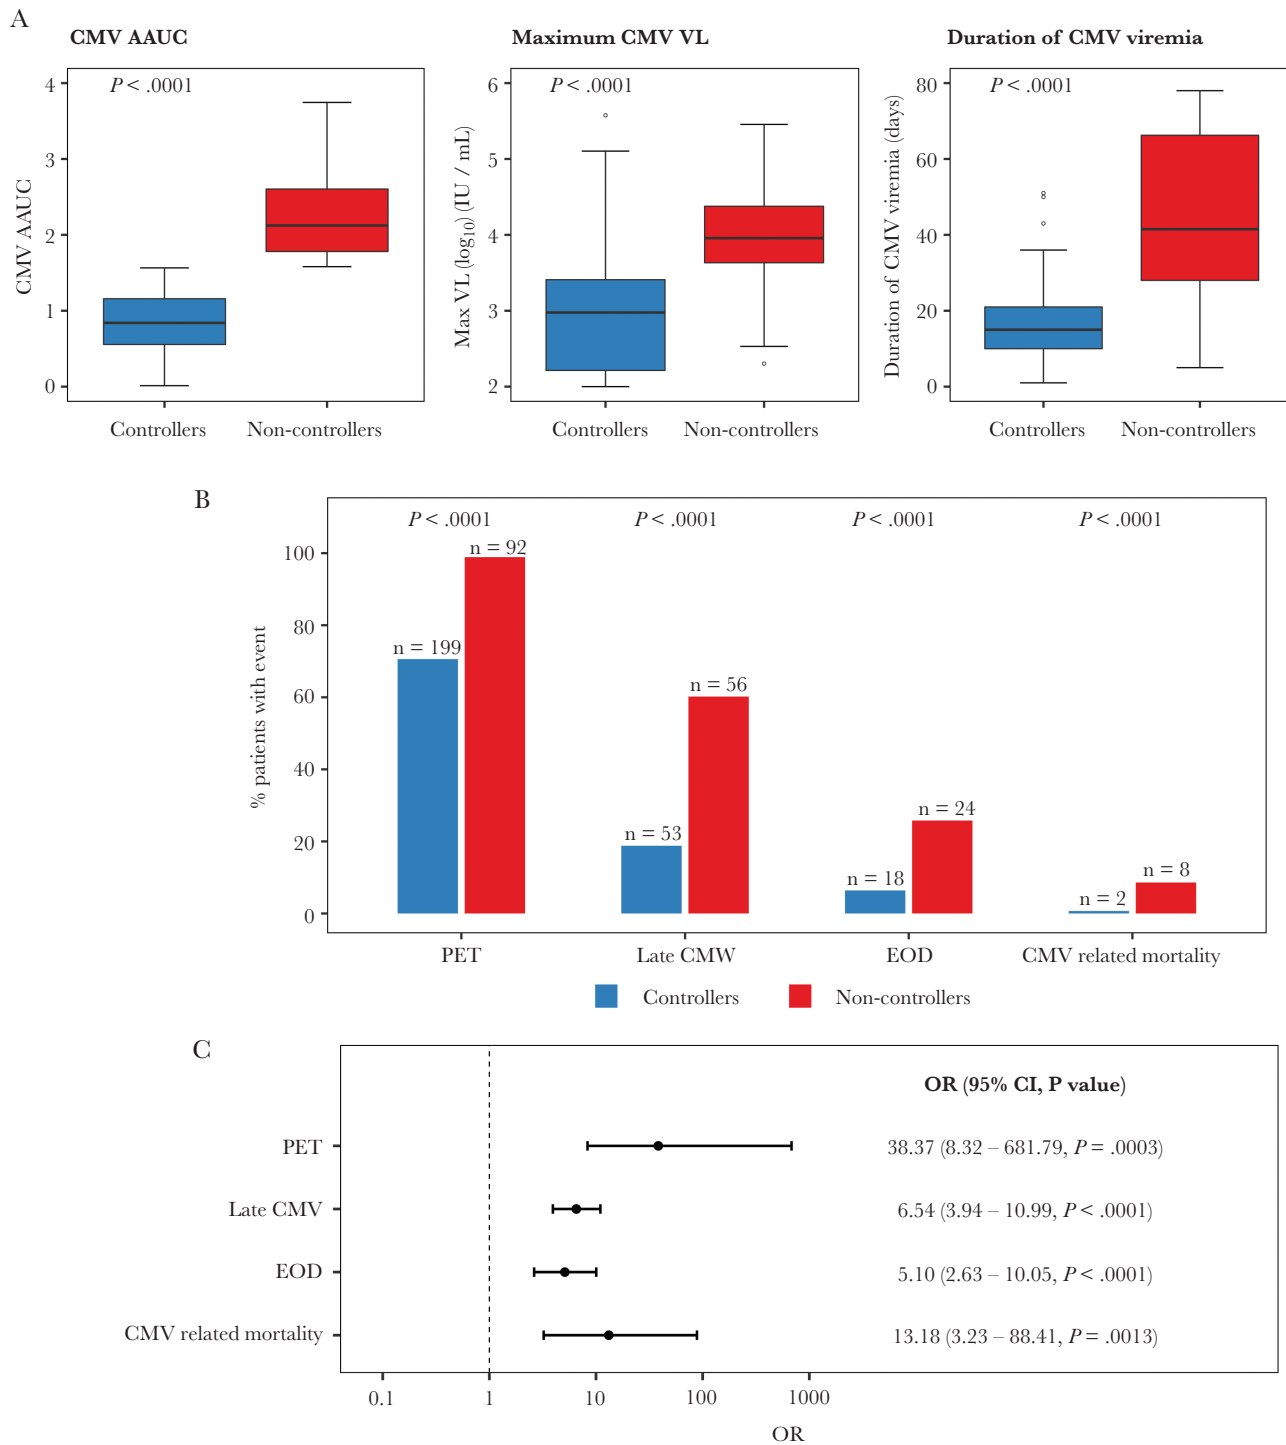 A
CMV AAUC
Maximum CMV VL
Duration of CMV viremia
P < .0001
P < .0001
P < .0001
CMV AAUC
4
3
2
1
0
Controllers
Non-controllers
Max VL (log10) (IU / mL)
6
5
4
3
2
Controllers
Non-controllers
Duration of CMV viremia (days)
80
60
40
20
0
Controllers
Non-controllers
B
P < .0001
P < .0001
P < .0001
P < .0001
% patients with event
100
80
60
40
20
0
n = 199
n = 92
n = 53
n = 56
n = 18
n = 24
n = 2
n = 8
PET
Late CMW
EOD
CMV related mortality
Controllers
Non-controllers
C
OR (95% CI, P value)
PET
38.37 (8.32 – 681.79, P = .0003)
Late CMV
6.54 (3.94 – 10.99, P < .0001)
EOD
5.10 (2.63 – 10.05, P < .0001)
CMV related mortality
13.18 (3.23 – 88.41, P = .0013)
0.1
1
10
100
1000
OR